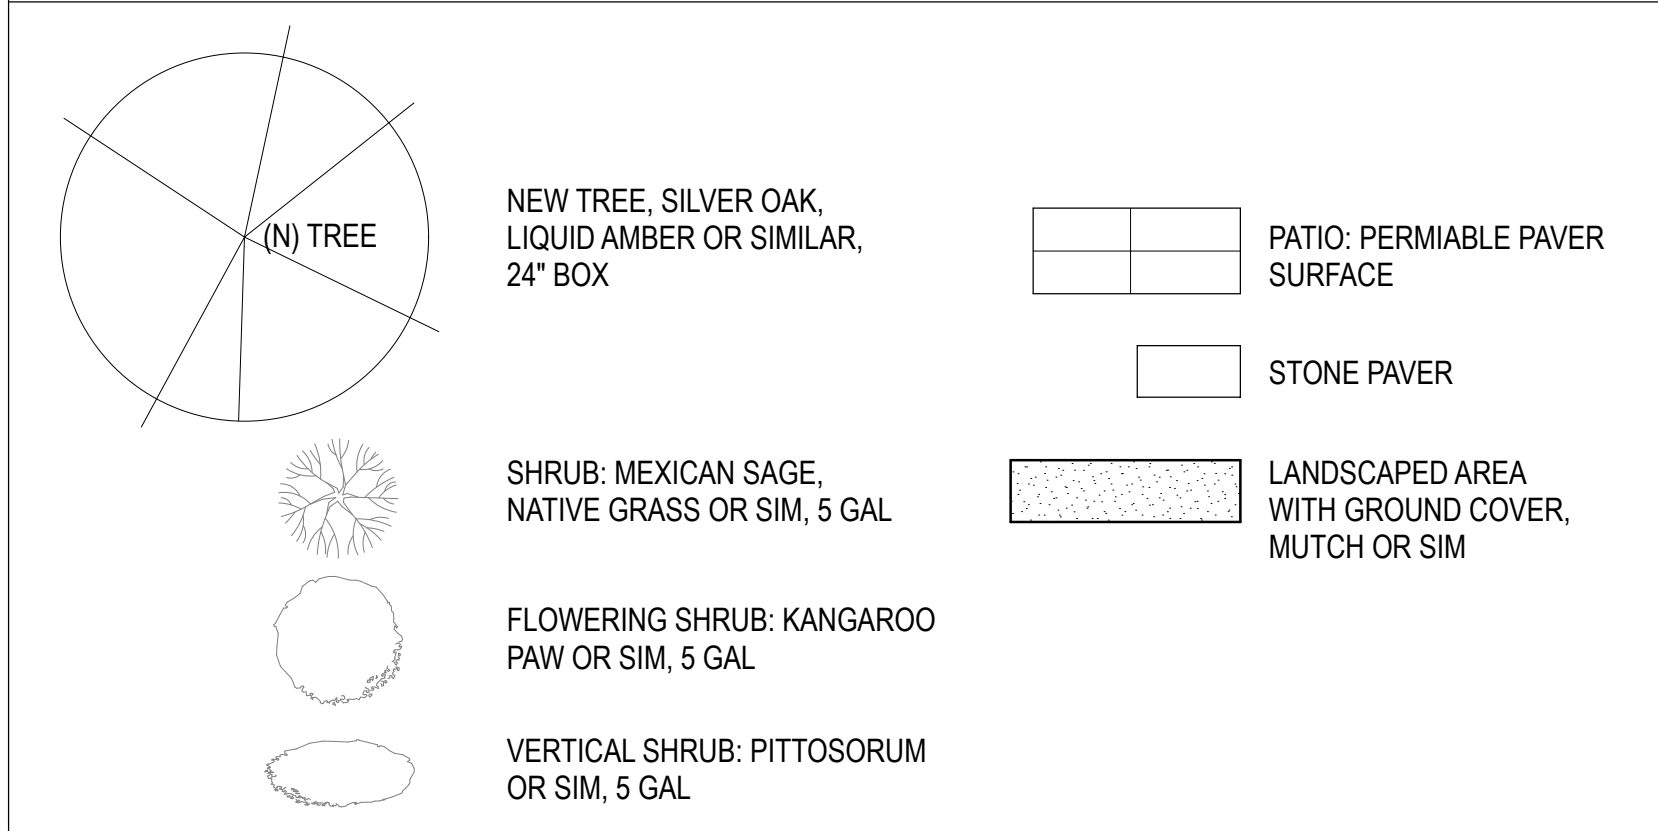 (N) TREE
NEW TREE, SILVER OAK,
LIQUID AMBER OR SIMILAR,
24" BOX
SHRUB: MEXICAN SAGE,
NATIVE GRASS OR SIM, 5 GAL
FLOWERING SHRUB: KANGAROO
PAW OR SIM, 5 GAL
VERTICAL SHRUB: PITTOSORUM
OR SIM, 5 GAL
PATIO: PERMIABLE PAVER
SURFACE
STONE PAVER
LANDSCAPED AREA
WITH GROUND COVER,
MUTCH OR SIM